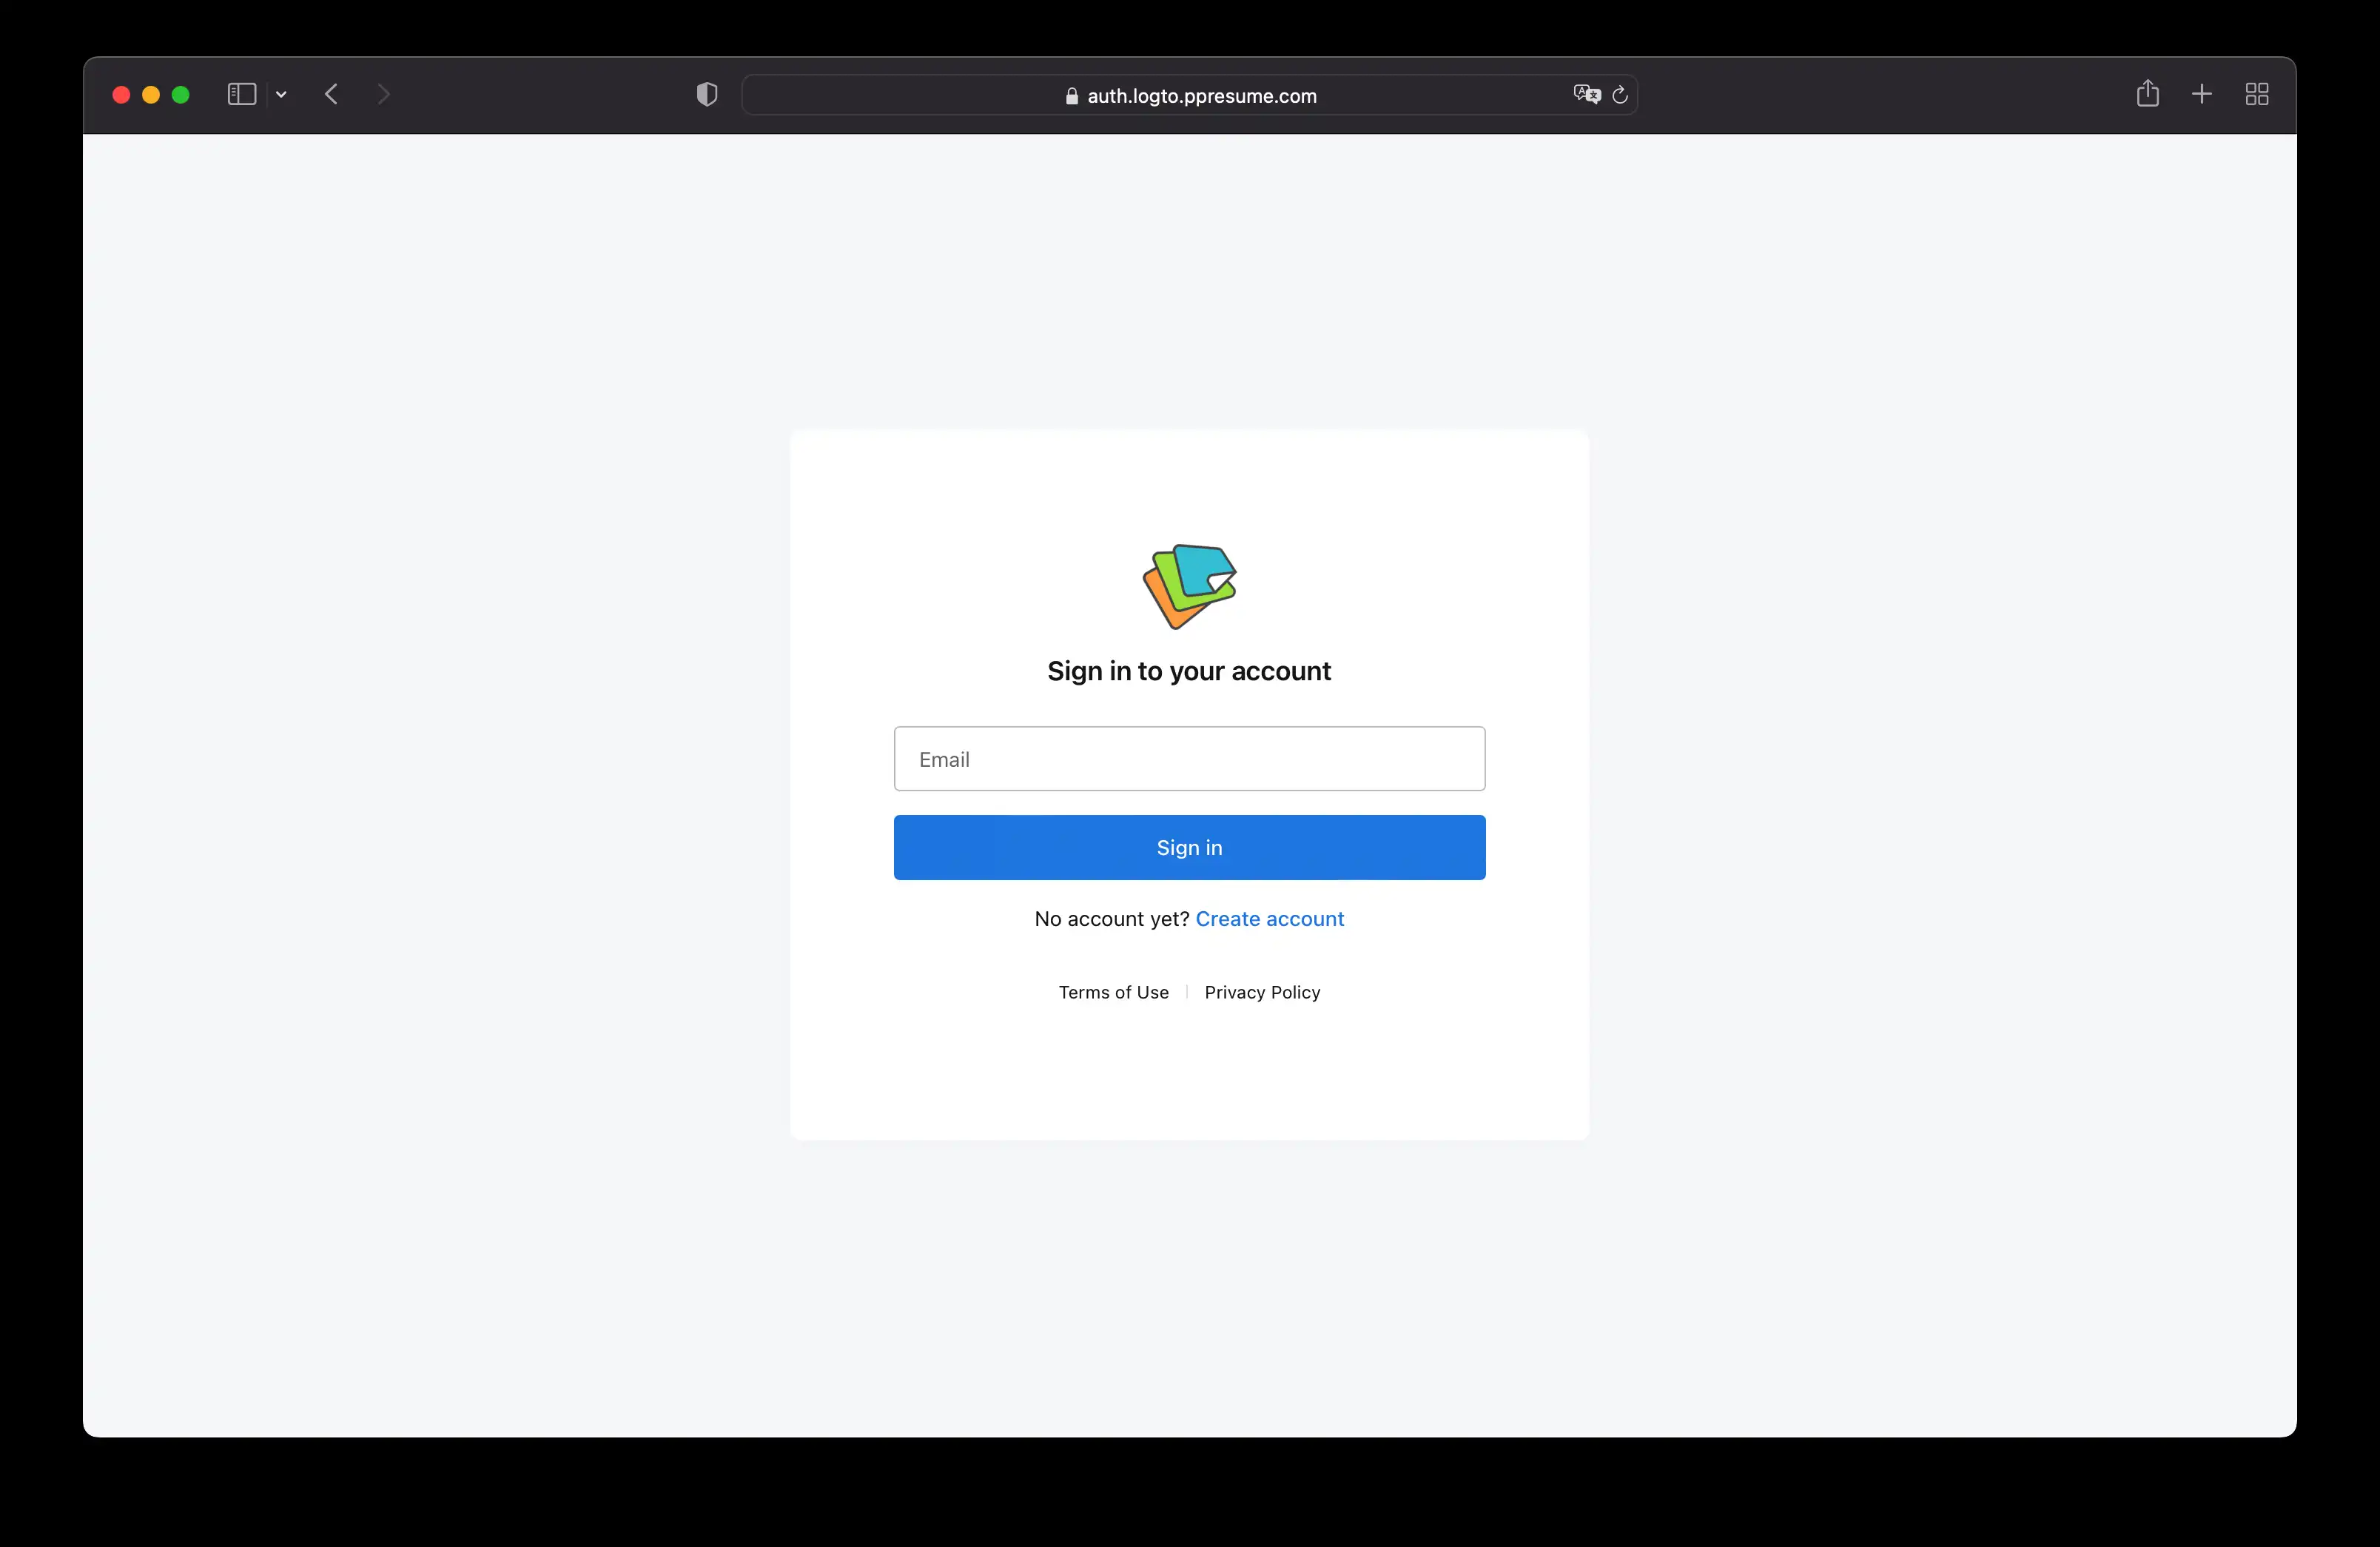 auth.logto.ppresume.com
Sign in to your account
Email
Sign in
No account yet? Create account
Terms of Use | Privacy Policy